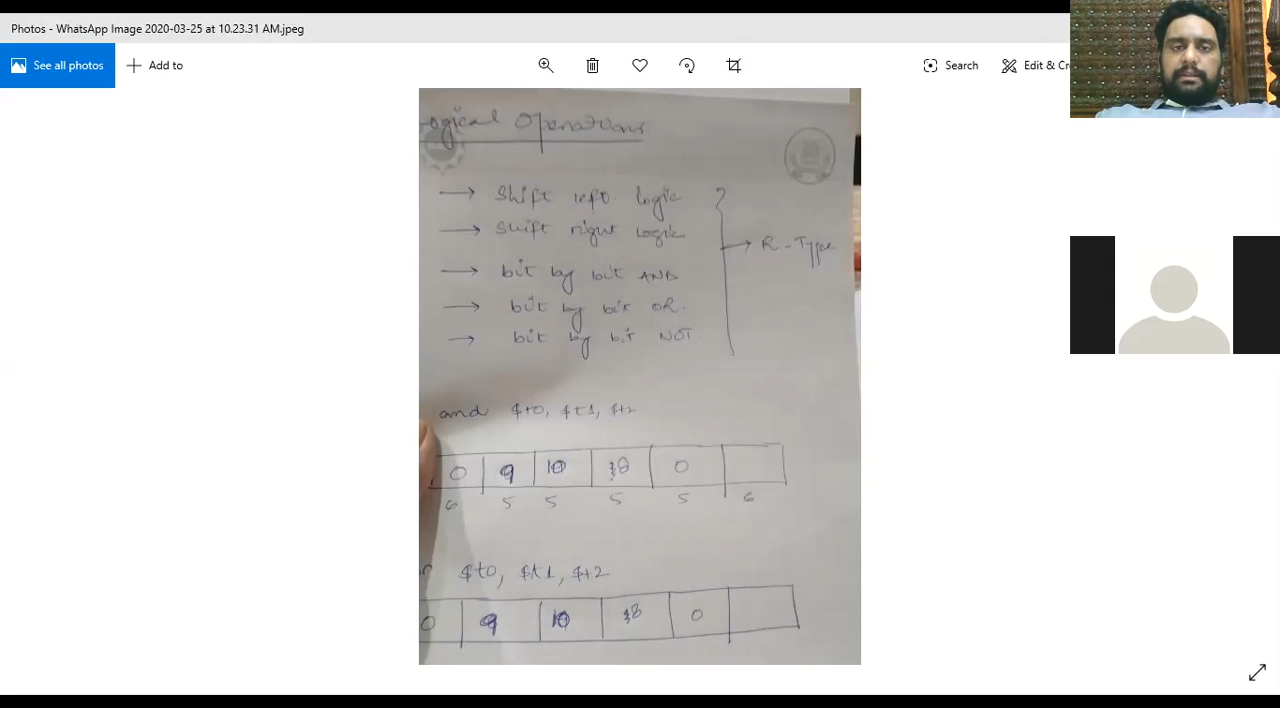 Photos - WhatsApp Image 2020-03-25 at 10.23.31 AM.jpeg
See all photos
Add to
Search
Edit & Cr
ogical Operations
→ Shift left logic
→ Shift right logic
→ bit by bit AND
→ bit by bit OR
→ bit by bit NOT
→ R-Type
and $t0, $t1, $t2
0 9 10 8 0
6 5 5 5 5 6
r $t0, $t1, $t2
0 9 10 8 0